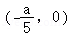 (-a/5, 0)